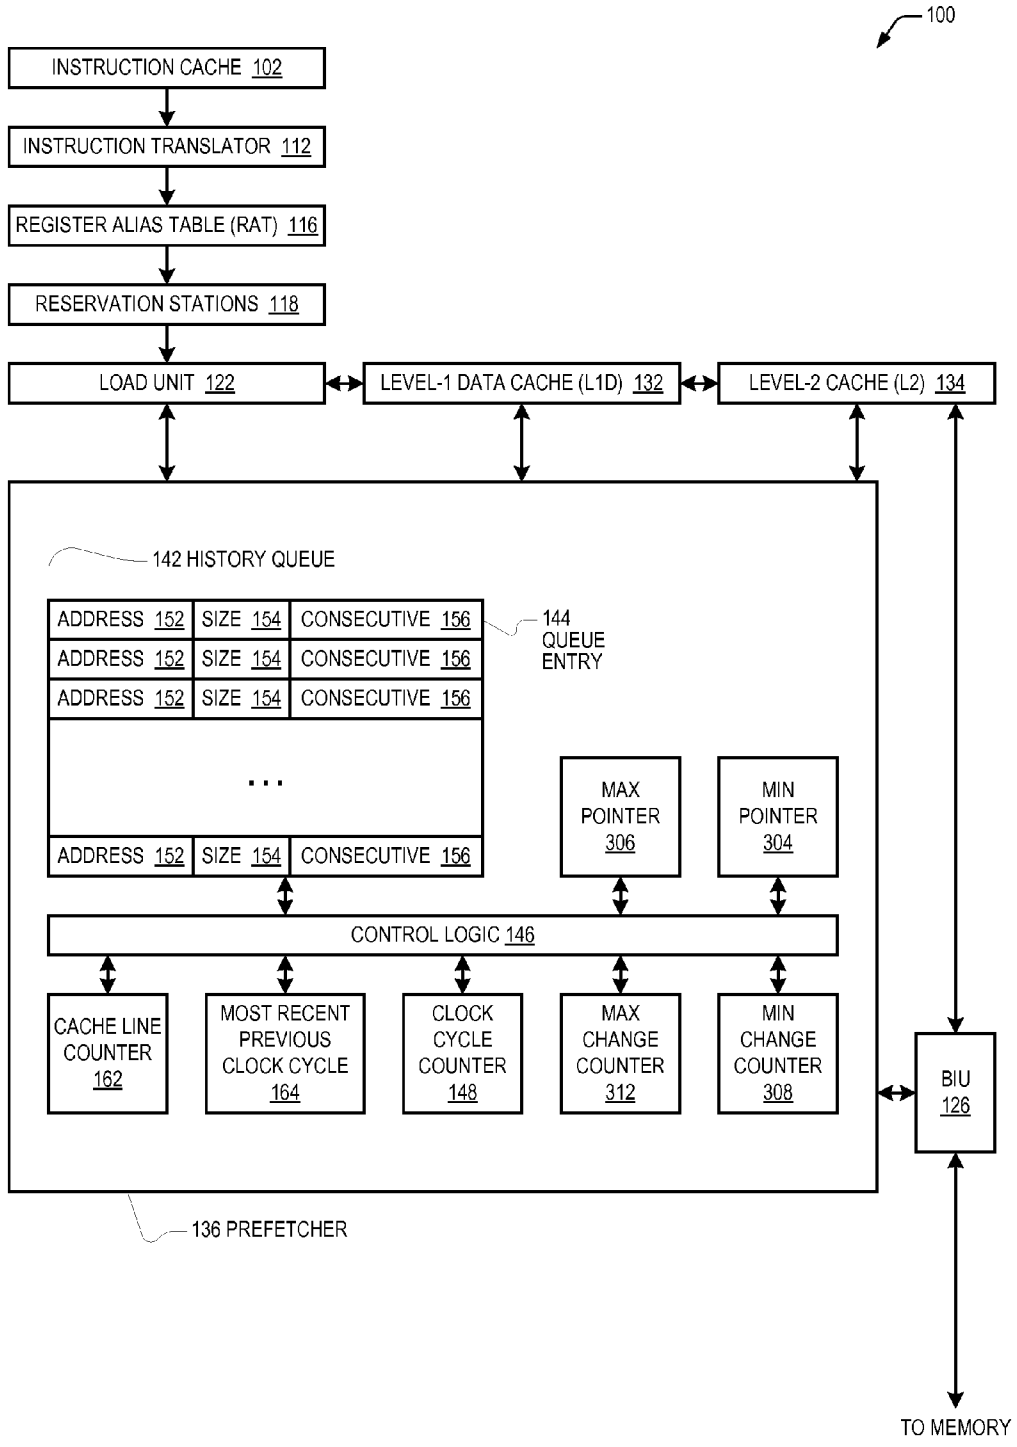 100
INSTRUCTION CACHE 102
INSTRUCTION TRANSLATOR 112
REGISTER ALIAS TABLE (RAT) 116
RESERVATION STATIONS 118
LOAD UNIT 122
LEVEL-1 DATA CACHE (L1D) 132
LEVEL-2 CACHE (L2) 134
142 HISTORY QUEUE
ADDRESS 152 SIZE 154 CONSECUTIVE 156
144
QUEUE
ENTRY
ADDRESS 152 SIZE 154 CONSECUTIVE 156
ADDRESS 152 SIZE 154 CONSECUTIVE 156
...
ADDRESS 152 SIZE 154 CONSECUTIVE 156
MAX
POINTER
306
MIN
POINTER
304
CONTROL LOGIC 146
CACHE LINE
COUNTER
162
MOST RECENT
PREVIOUS
CLOCK CYCLE
164
CLOCK
CYCLE
COUNTER
148
MAX
CHANGE
COUNTER
312
MIN
CHANGE
COUNTER
308
BIU
126
136 PREFETCHER
TO MEMORY